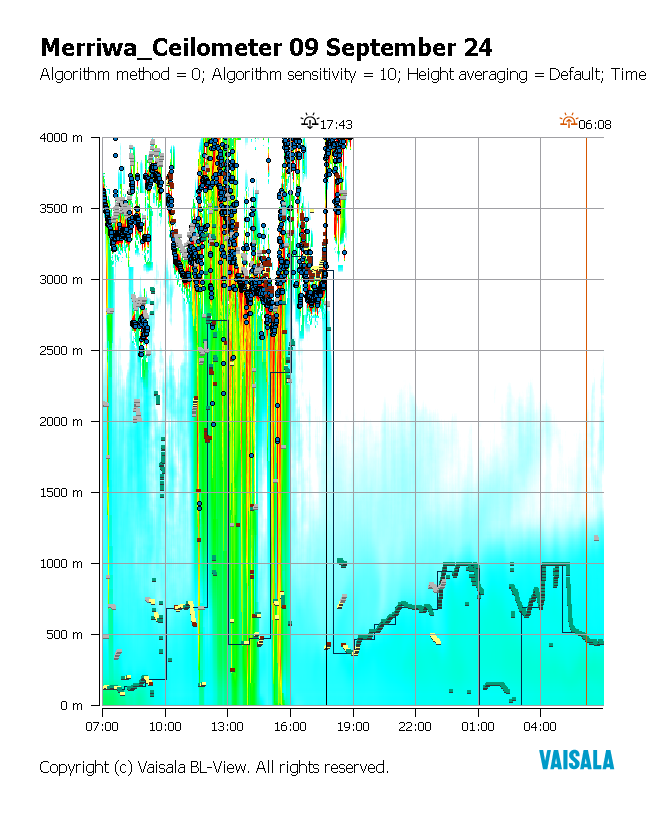 Merriwa_Ceilometer 09 September 24
Algorithm method = 0; Algorithm sensitivity = 10; Height averaging = Default; Time
17:43
06:08
4000 m
3500 m
3000 m
2500 m
2000 m
1500 m
1000 m
500 m
0 m
07:00 10:00 13:00 16:00 19:00 22:00 01:00 04:00
Copyright (c) Vaisala BL-View. All rights reserved.
VAISALA